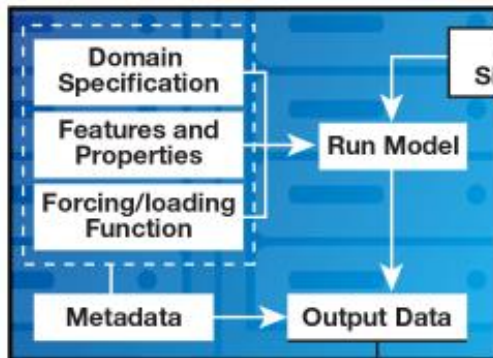 Domain
Specification
Features and
Properties
Run Model
Forcing/loading
Function
Metadata
Output Data